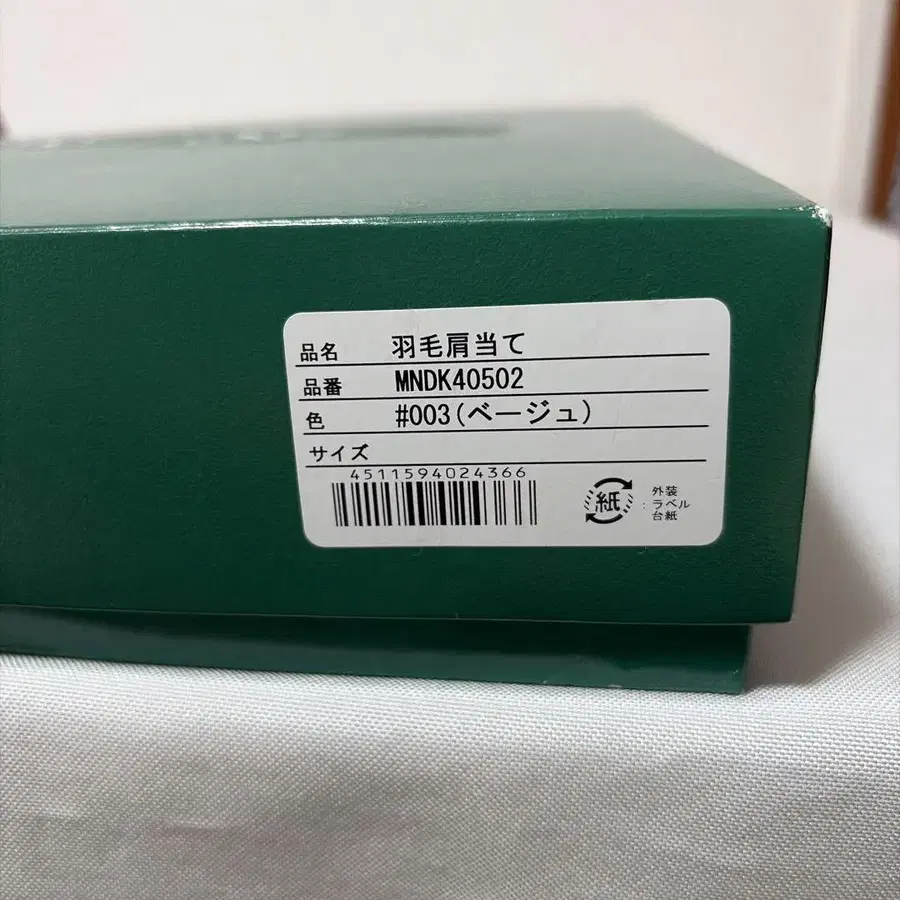 品名 羽毛肩当て
品番 MNDK40502
色 #003(ベージュ)
サイズ
4511594024366
紙 : 外装
ラベル
台紙